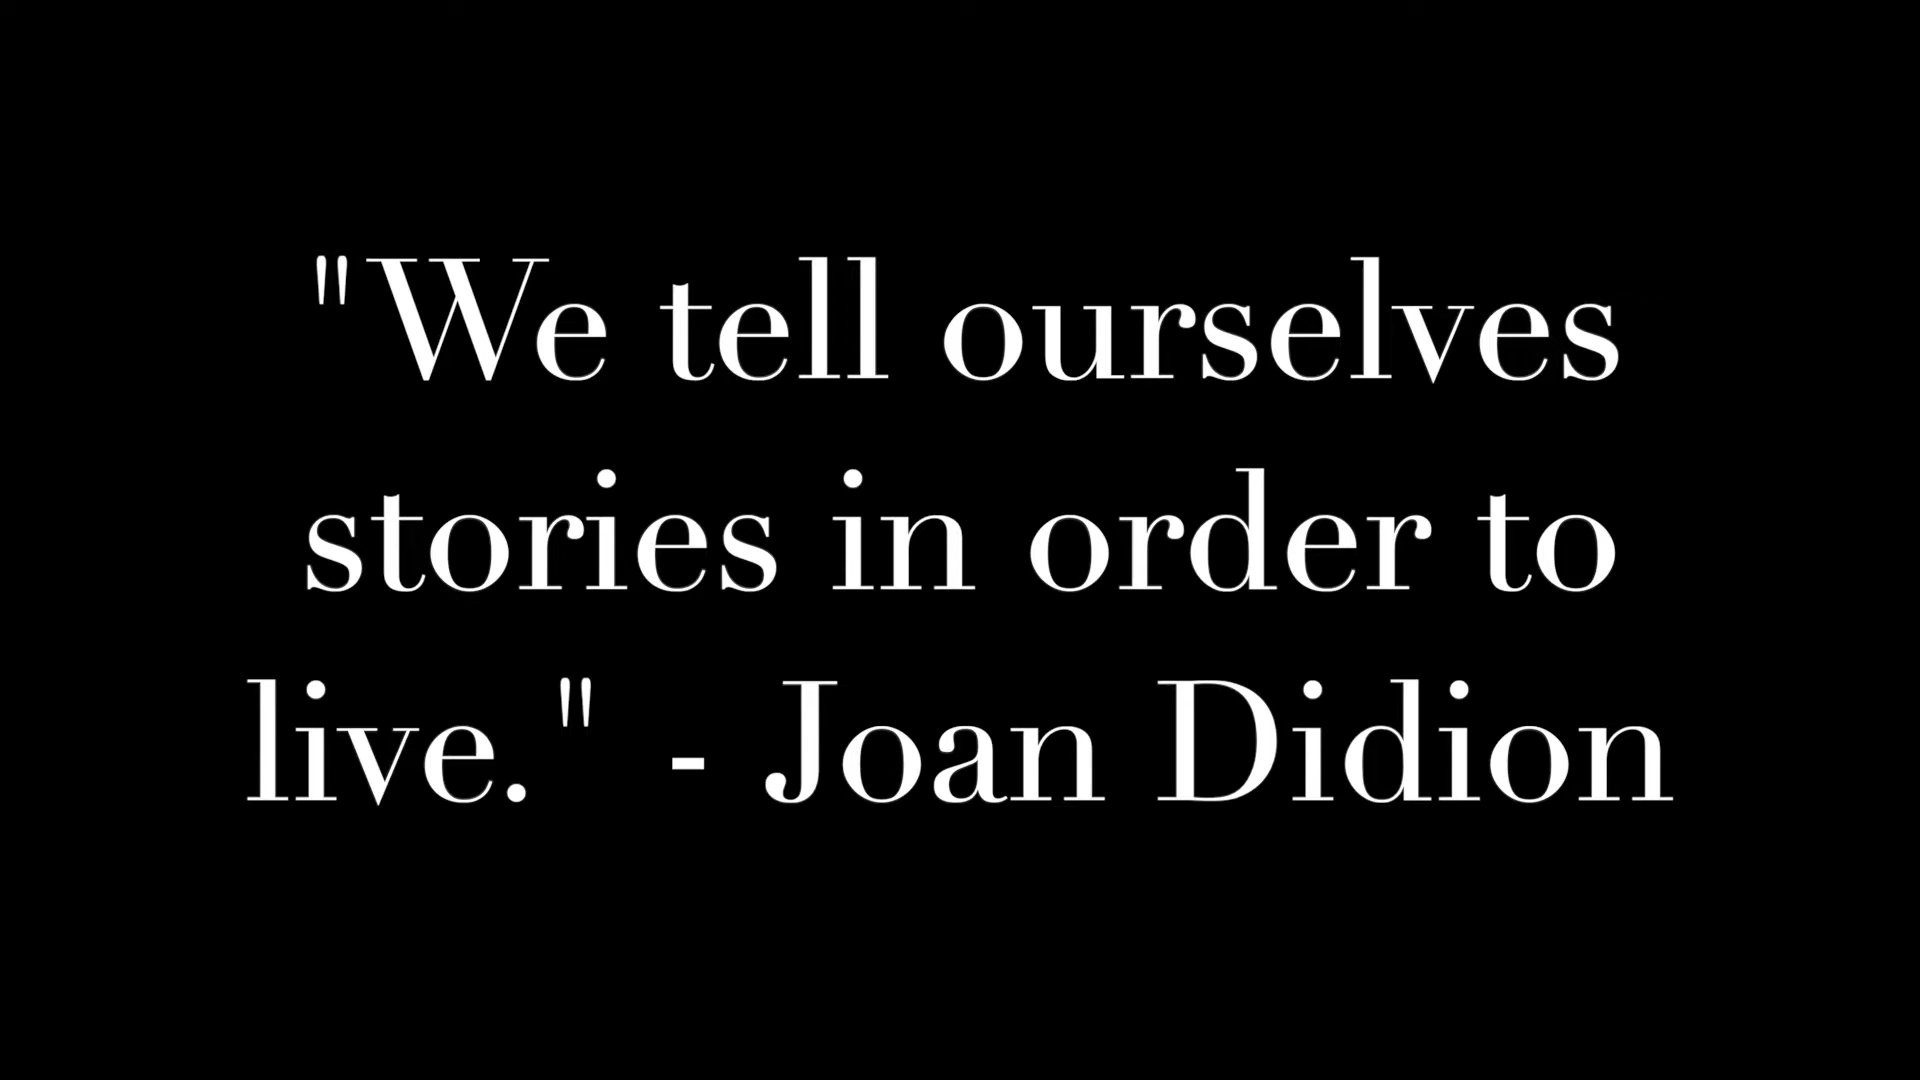 "We tell ourselves
stories in order to
live." - Joan Didion